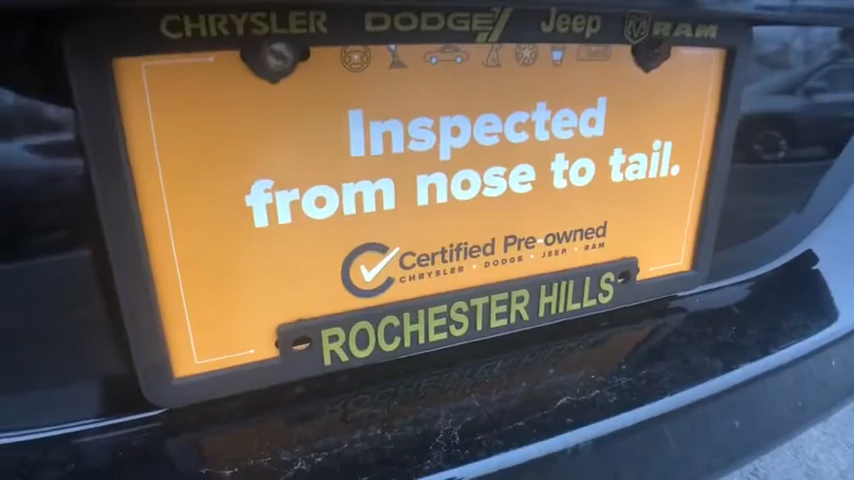 CHRYSLER DODGE Jeep RAM
Inspected
from nose to tail.
Certified Pre-owned
CHRYSLER · DODGE · JEEP · RAM
ROCHESTER HILLS